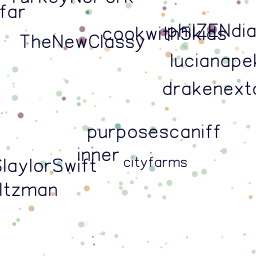 far
TheNewClassy
lucianapek
drakenexto
purposescaniff
inner
cityfarms
SlaylorSwift
ltzman